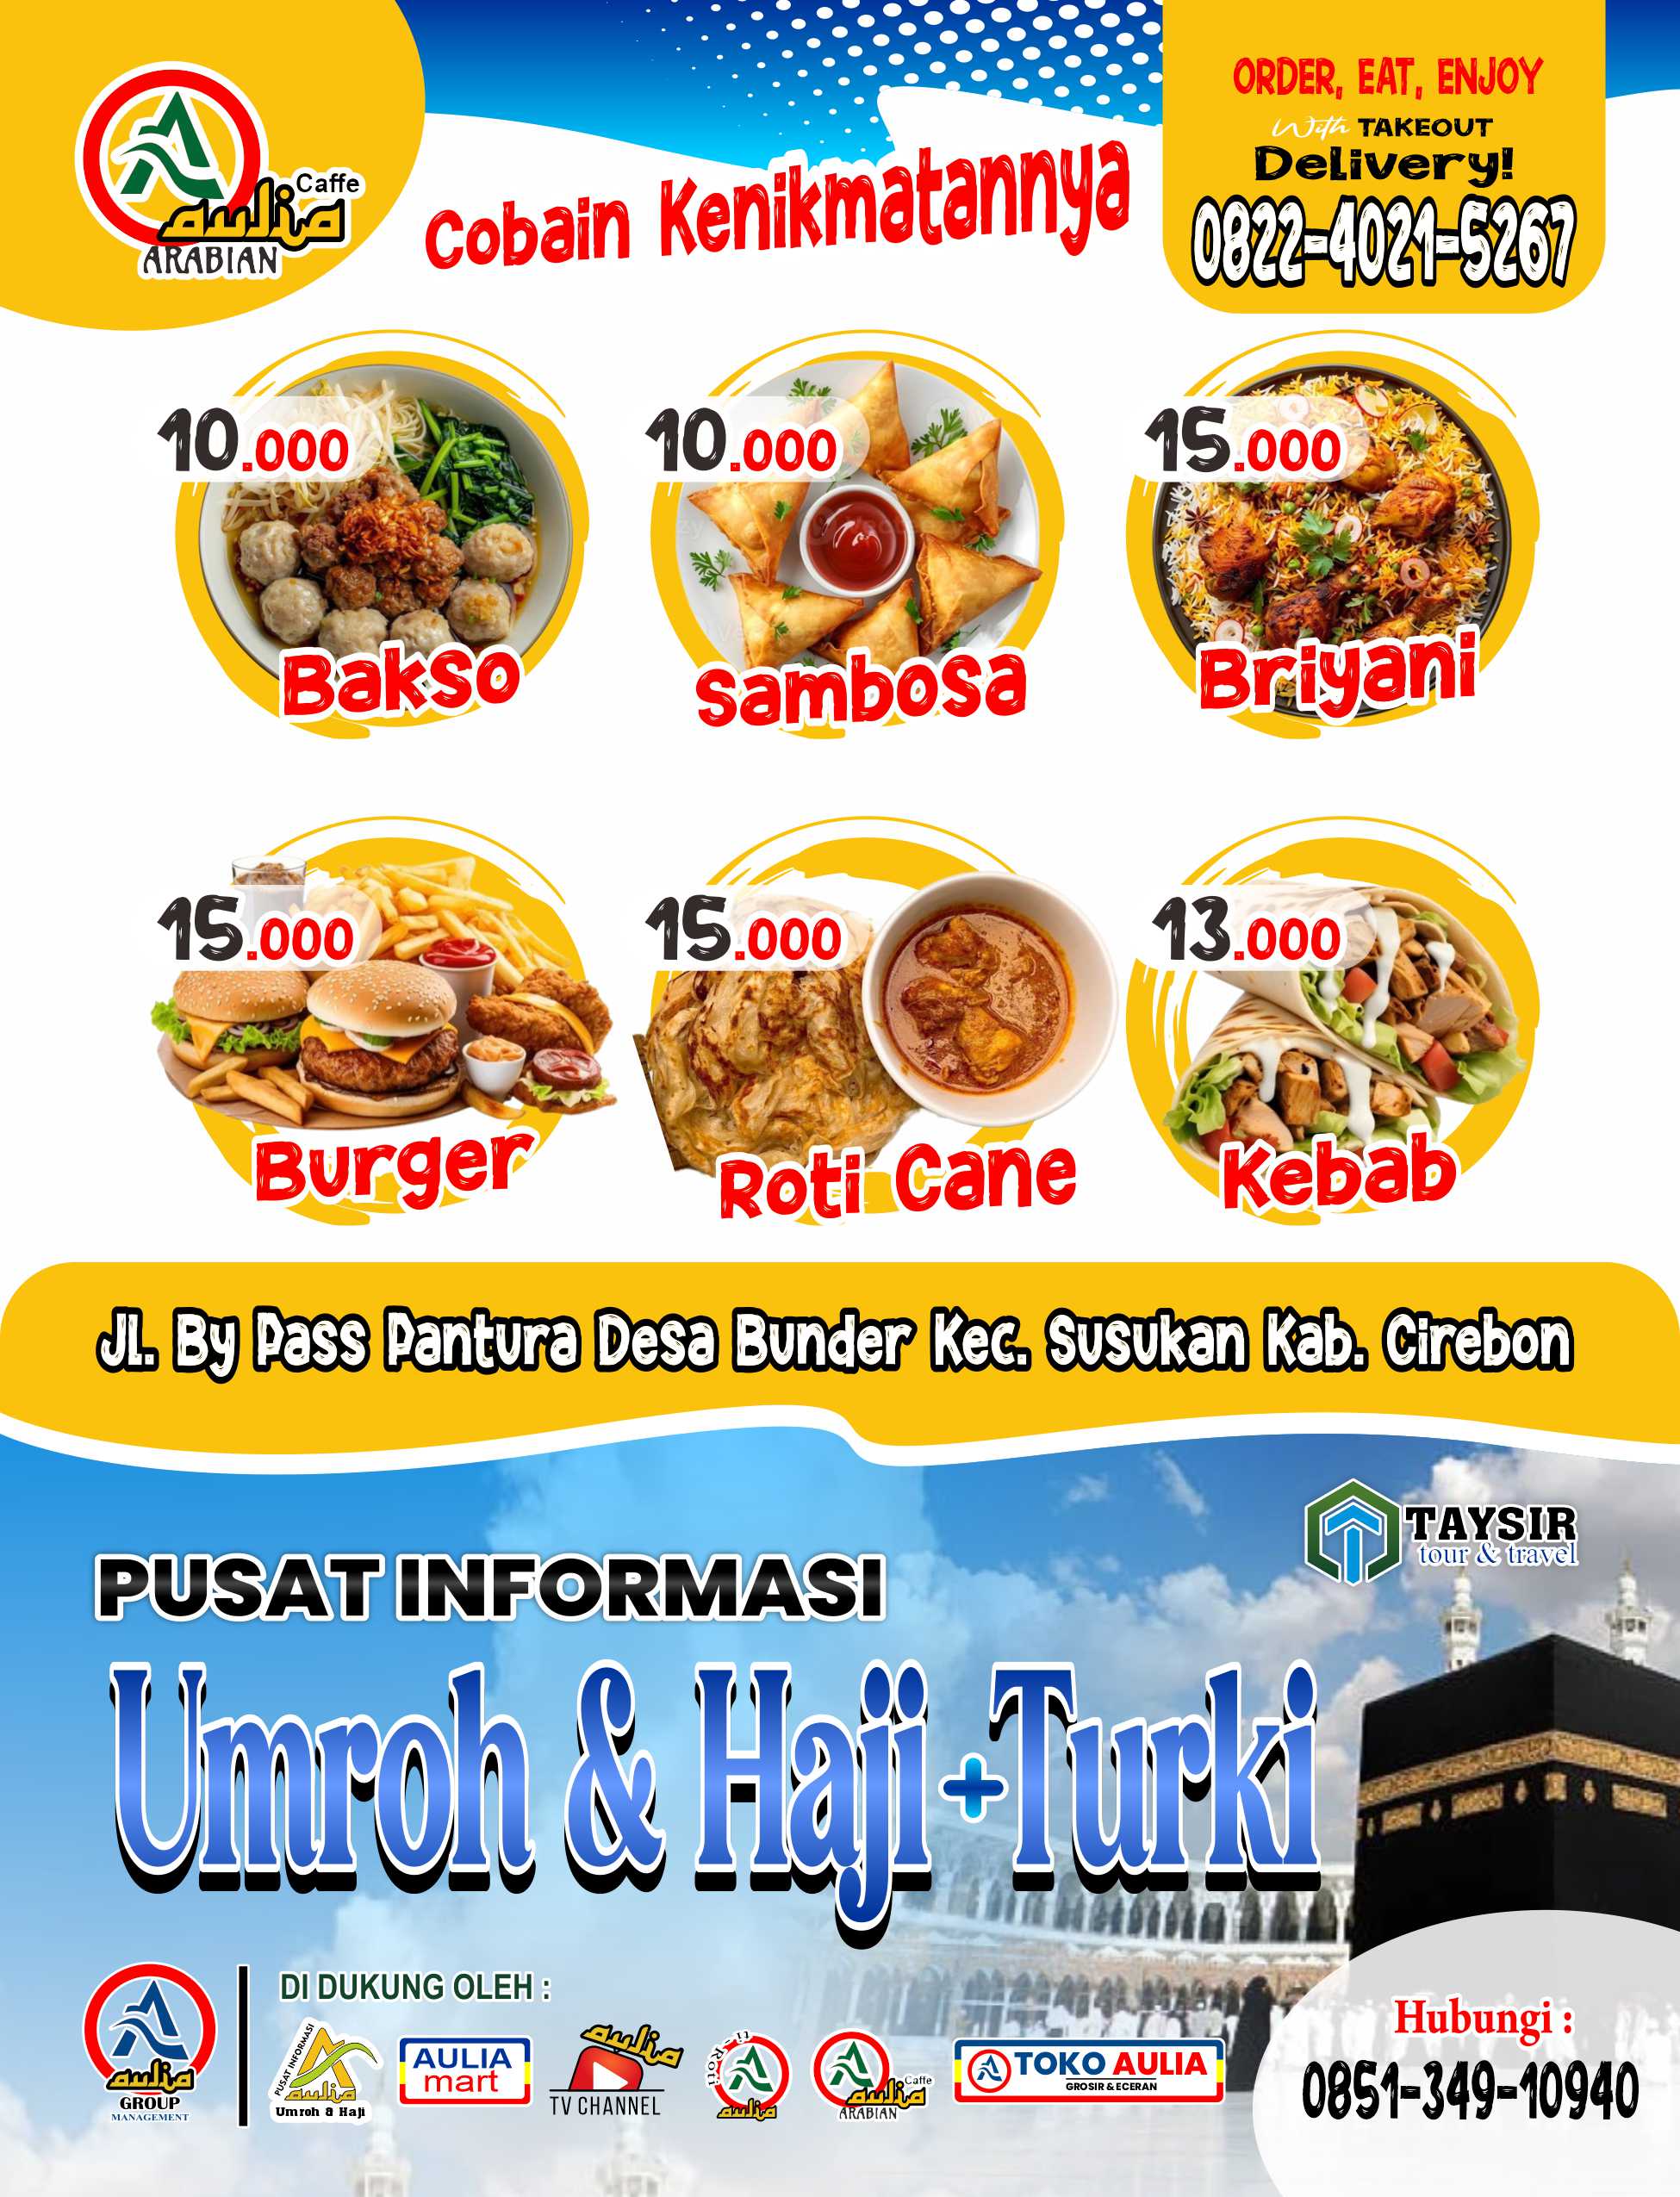 Caffe
aulia
ARABIAN
Cobain Kenikmatannya
ORDER, EAT, ENJOY
With TAKEOUT
Delivery!
0822-4021-5267
10.000
Bakso
10.000
Sambosa
15.000
Briyani
15.000
Burger
15.000
Roti Cane
13.000
Kebab
Jl. By Pass Pantura Desa Bunder Kec. Susukan Kab. Cirebon
TAYSIR
tour & travel
PUSAT INFORMASI
Umroh & Haji+Turki
aulia
GROUP
MANAGEMENT
DI DUKUNG OLEH :
PUSAT INFORMASI
aulia
Umroh & Haji
AULIA
mart
aulia
TV CHANNEL
aulia
Caffe
aulia
ARABIAN
TOKO AULIA
GROSIR & ECERAN
Hubungi :
0851-349-10940